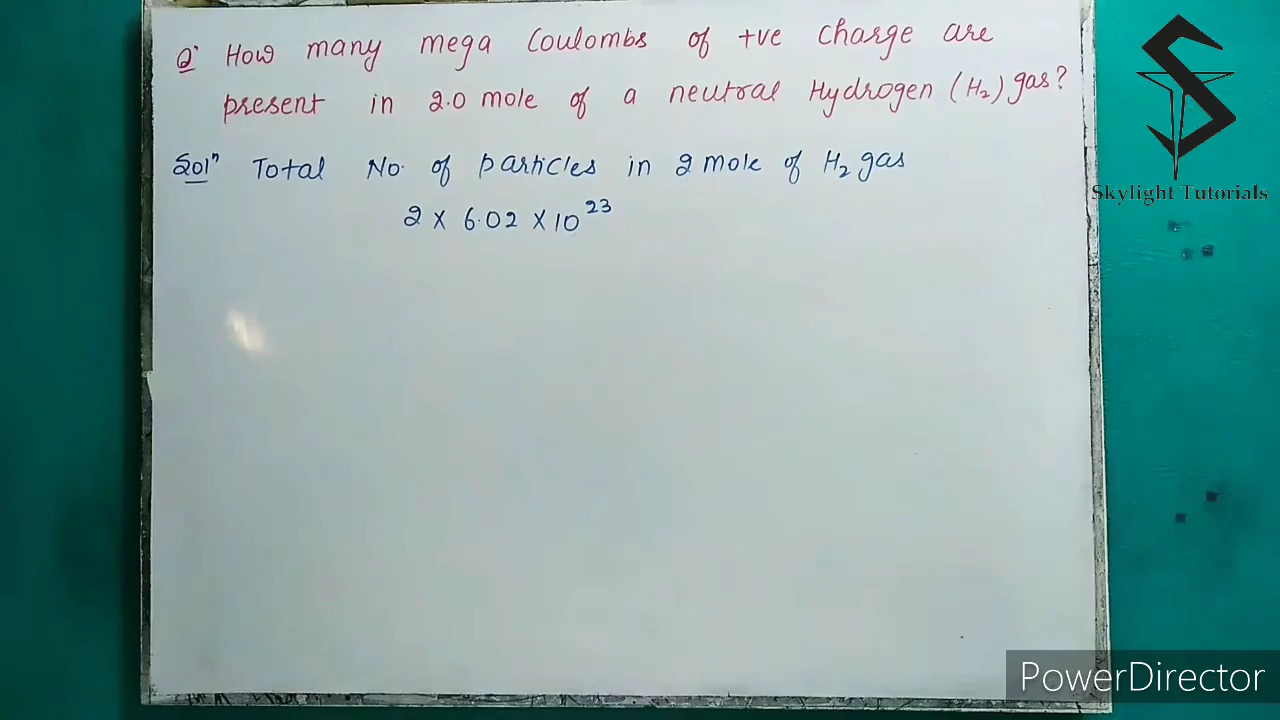 Q. How many mega Coulombs of +ve charge are
present in 2.0 mole of a neutral Hydrogen (H₂) gas?
Solⁿ Total No. of particles in 2 mole of H₂ gas
2 × 6.02 × 10²³
Skylight Tutorials
PowerDirector